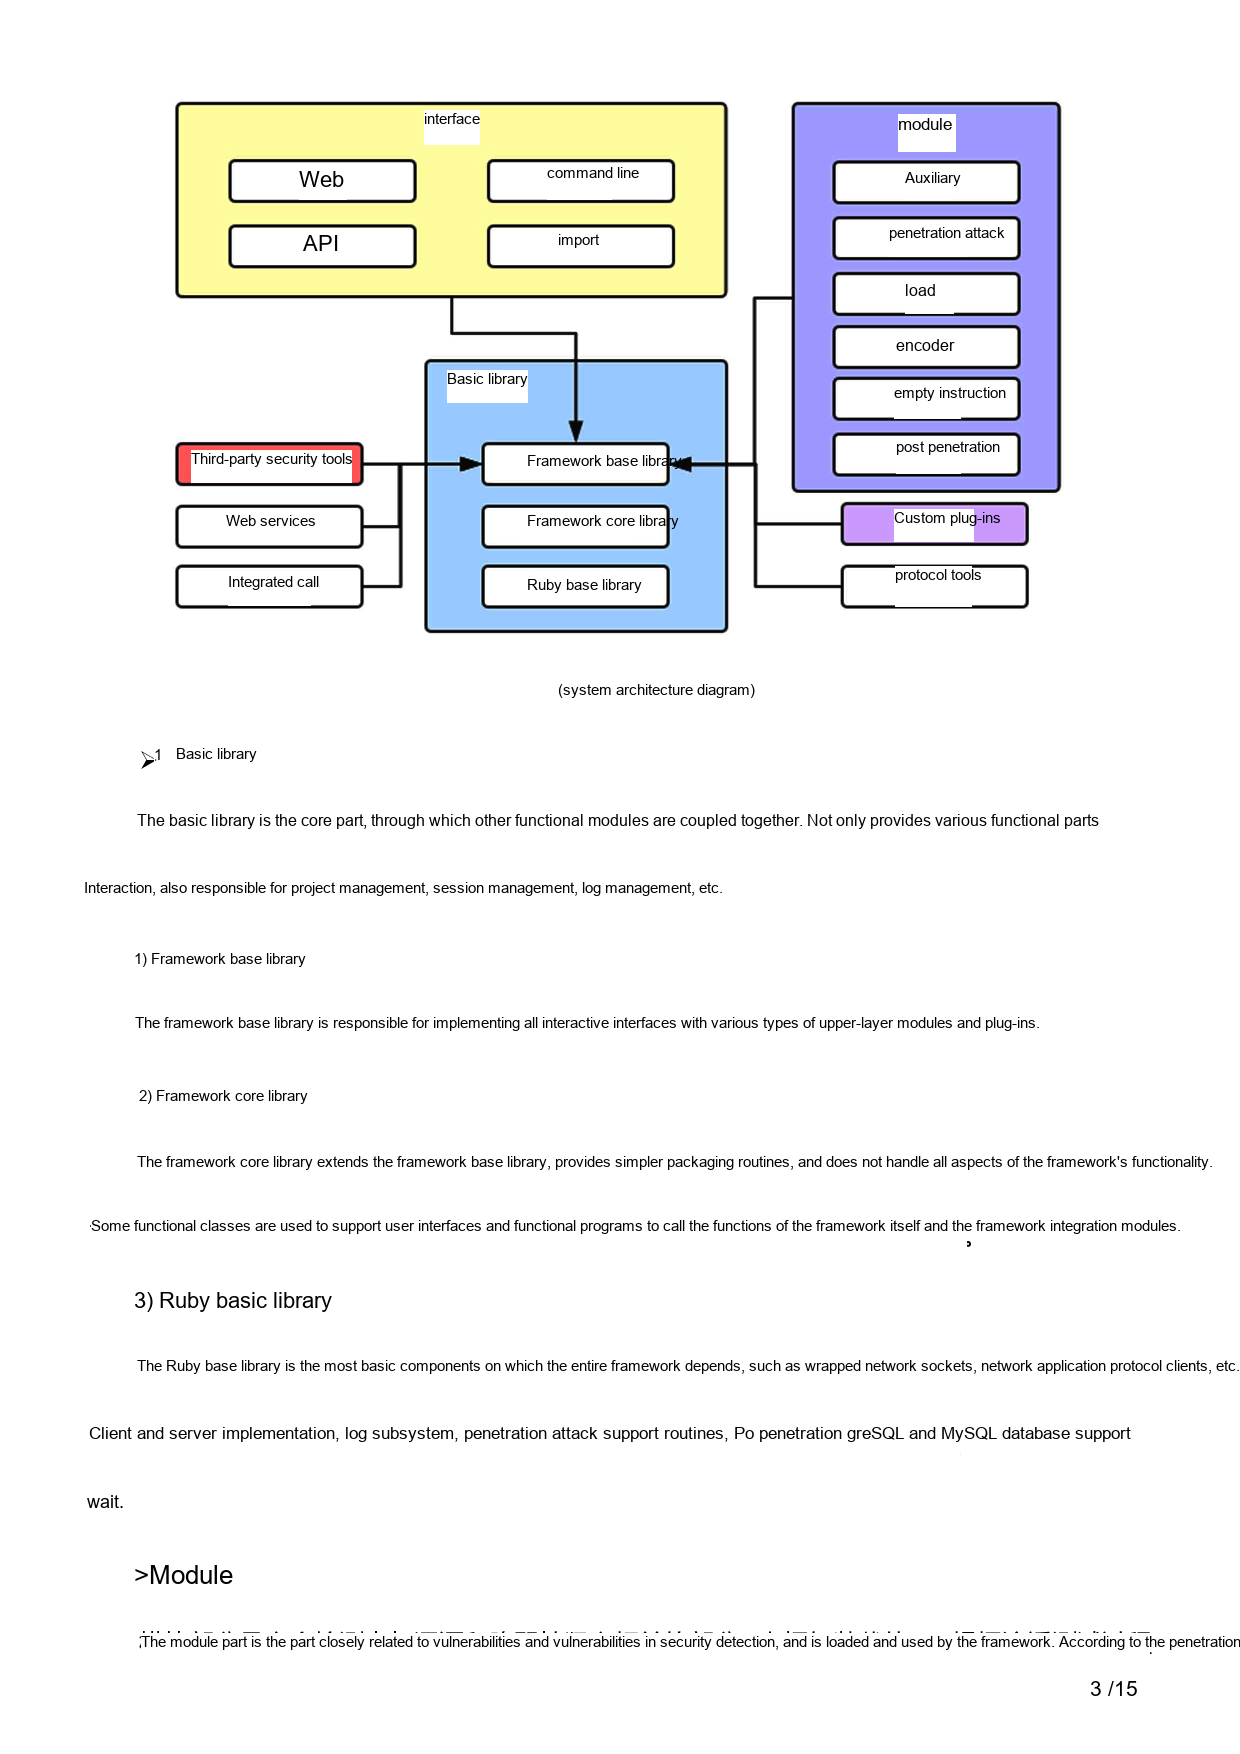 interface
Web
command line
API
import
module
Auxiliary
penetration attack
load
encoder
empty instruction
post penetration
Basic library
Framework base library
Framework core library
Ruby base library
Third-party security tools
Web services
Integrated call
Custom plug-ins
protocol tools
(system architecture diagram)
➢1 Basic library
The basic library is the core part, through which other functional modules are coupled together. Not only provides various functional parts
Interaction, also responsible for project management, session management, log management, etc.
1) Framework base library
The framework base library is responsible for implementing all interactive interfaces with various types of upper-layer modules and plug-ins.
2) Framework core library
The framework core library extends the framework base library, provides simpler packaging routines, and does not handle all aspects of the framework's functionality.
Some functional classes are used to support user interfaces and functional programs to call the functions of the framework itself and the framework integration modules.
3) Ruby basic library
The Ruby base library is the most basic components on which the entire framework depends, such as wrapped network sockets, network application protocol clients, etc.
Client and server implementation, log subsystem, penetration attack support routines, Po penetration greSQL and MySQL database support
wait.
>Module
The module part is the part closely related to vulnerabilities and vulnerabilities in security detection, and is loaded and used by the framework. According to the penetration
3 /15